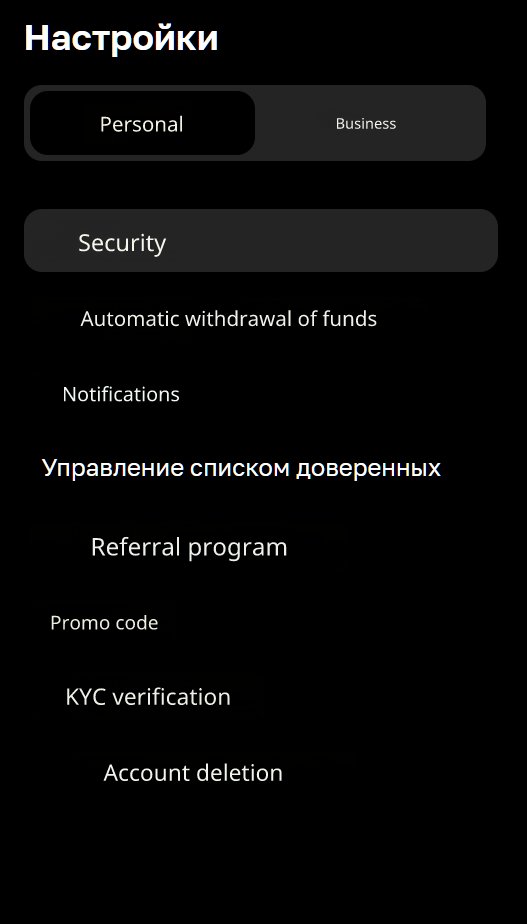 Настройки
Personal
Business
Security
Automatic withdrawal of funds
Notifications
Управление списком доверенных
Referral program
Promo code
KYC verification
Account deletion